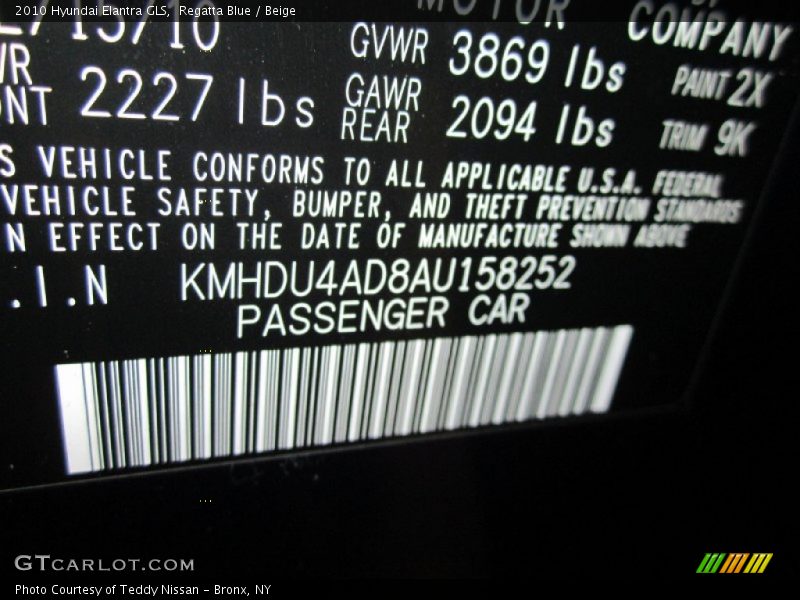 2010 Hyundai Elantra GLS, Regatta Blue / Beige
MOTOR COMPANY
GVWR 3869 lbs PAINT 2X
2227 lbs GAWR REAR 2094 lbs TRIM 9K
VEHICLE CONFORMS TO ALL APPLICABLE U.S.A. FEDERAL
VEHICLE SAFETY, BUMPER, AND THEFT PREVENTION STANDARDS
N EFFECT ON THE DATE OF MANUFACTURE SHOWN ABOVE
.I.N KMHDU4AD8AU158252
PASSENGER CAR
GTCARLOT.COM
Photo Courtesy of Teddy Nissan - Bronx, NY